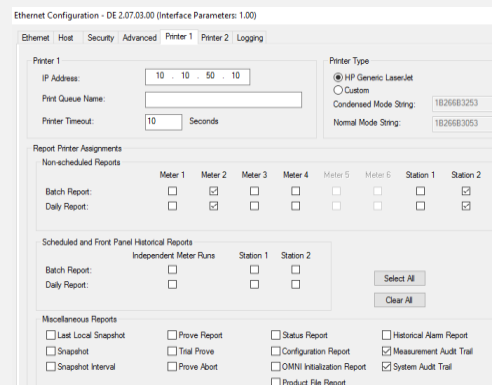 Ethernet Configuration - DE 2.07.03.00 (Interface Parameters: 1.00)
Ethernet Host Security Advanced Printer 1 Printer 2 Logging
Printer 1
IP Address: 10 . 10 . 50 . 10
Print Queue Name:
Printer Timeout: 10 Seconds
Printer Type
HP Generic LaserJet
Custom
Condensed Mode String: 1B266B3253
Normal Mode String: 1B266B3053
Report Printer Assignments
Non-scheduled Reports
Meter 1 Meter 2 Meter 3 Meter 4 Meter 5 Meter 6 Station 1 Station 2
Batch Report:
Daily Report:
Scheduled and Front Panel Historical Reports
Independent Meter Runs Station 1 Station 2
Batch Report:
Daily Report:
Select All
Clear All
Miscellaneous Reports
Last Local Snapshot Prove Report Status Report Historical Alarm Report
Snapshot Trial Prove Configuration Report Measurement Audit Trail
Snapshot Interval Prove Abort OMNI Initialization Report System Audit Trail
Product File Report